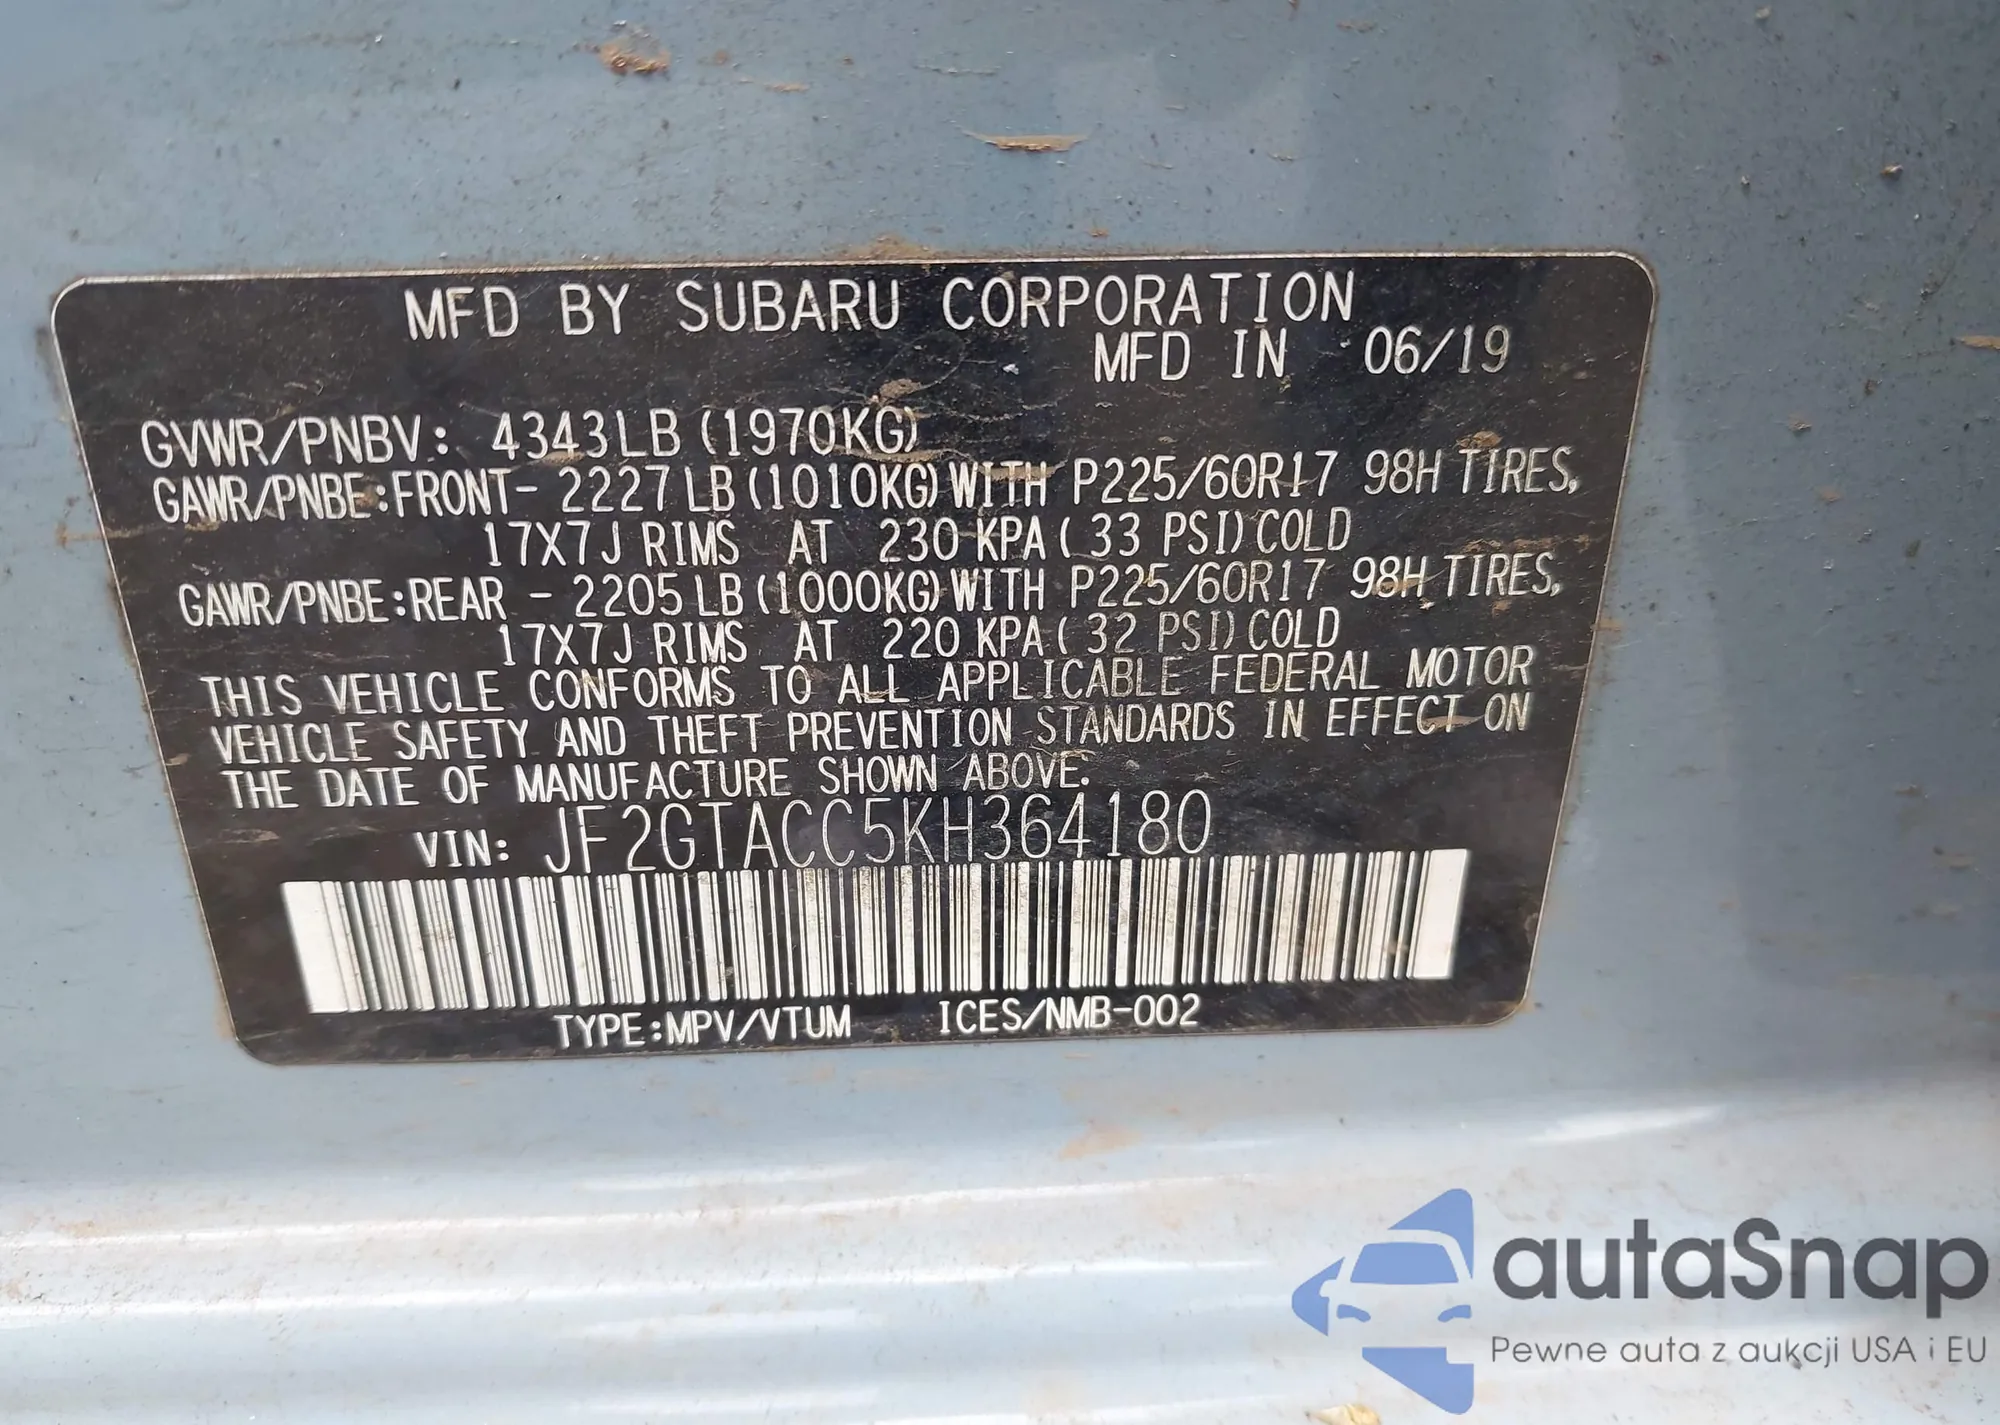 MFD BY SUBARU CORPORATION
MFD IN 06/19
GVWR/PNBV: 4343LB (1970KG)
GAWR/PNBE:FRONT- 2227LB (1010KG) WITH P225/60R17 98H TIRES,
17X7J RIMS AT 230 KPA ( 33 PSI) COLD
GAWR/PNBE:REAR - 2205LB (1000KG) WITH P225/60R17 98H TIRES,
17X7J RIMS AT 220 KPA ( 32 PSI) COLD
THIS VEHICLE CONFORMS TO ALL APPLICABLE FEDERAL MOTOR
VEHICLE SAFETY AND THEFT PREVENTION STANDARDS IN EFFECT ON
THE DATE OF MANUFACTURE SHOWN ABOVE.
VIN: JF2GTACC5KH364180
TYPE:MPV/VTUM ICES/NMB-002
autaSnap
Pewne auta z aukcji USA i EU